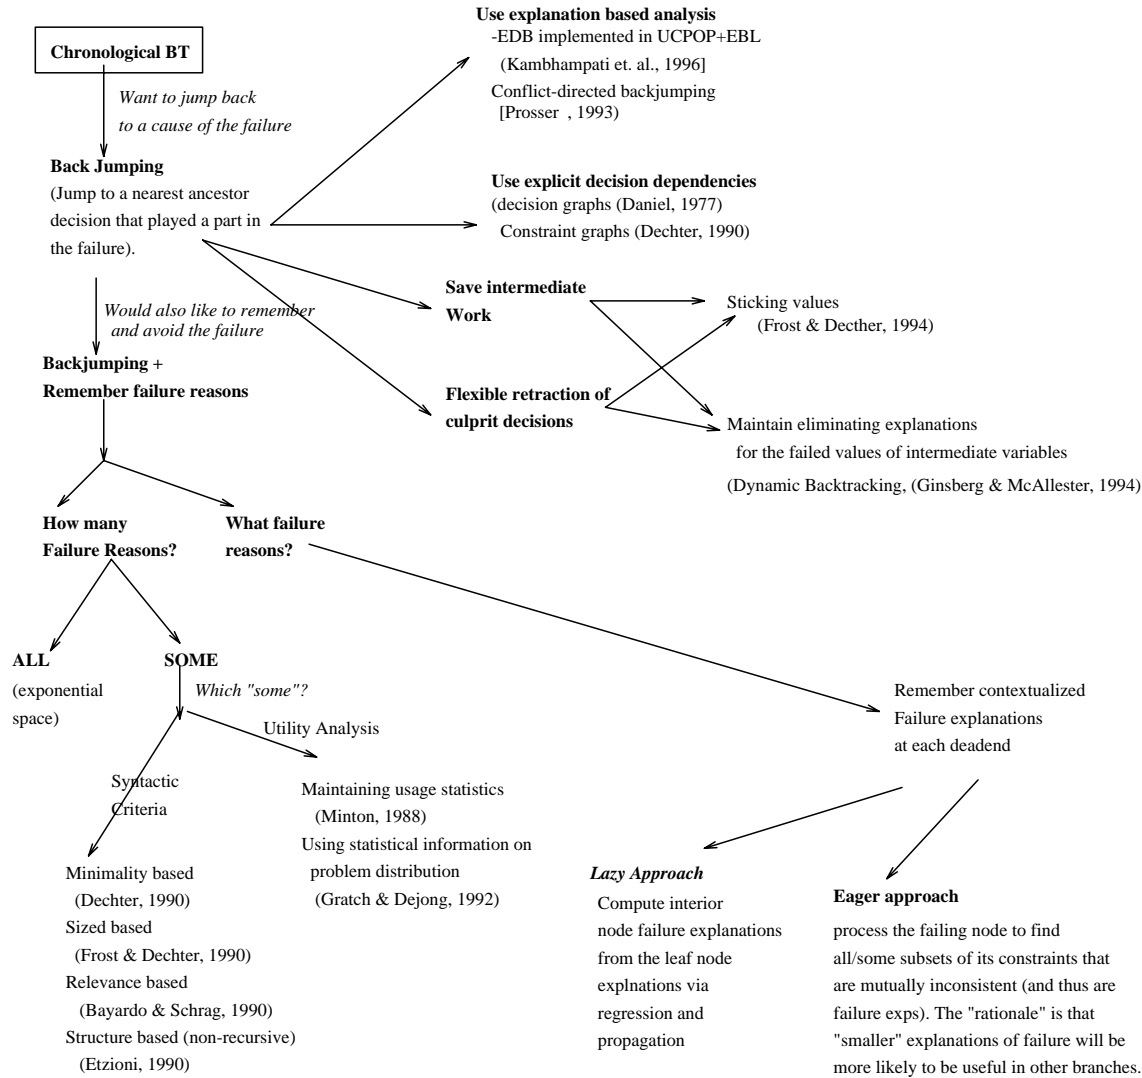 Chronological BT
Want to jump back
to a cause of the failure
Back Jumping
(Jump to a nearest ancestor
decision that played a part in
the failure).
Use explanation based analysis
-EDB implemented in UCPOP+EBL
(Kambhampati et. al., 1996]
Conflict-directed backjumping
[Prosser , 1993)
Use explicit decision dependencies
(decision graphs (Daniel, 1977)
Constraint graphs (Dechter, 1990)
Save intermediate
Work
Sticking values
(Frost & Decther, 1994)
Flexible retraction of
culprit decisions
Maintain eliminating explanations
for the failed values of intermediate variables
(Dynamic Backtracking, (Ginsberg & McAllester, 1994)
Would also like to remember
and avoid the failure
Backjumping +
Remember failure reasons
How many
Failure Reasons?
What failure
reasons?
ALL
(exponential
space)
SOME
Which "some"?
Utility Analysis
Syntactic
Criteria
Maintaining usage statistics
(Minton, 1988)
Using statistical information on
problem distribution
(Gratch & Dejong, 1992)
Minimality based
(Dechter, 1990)
Sized based
(Frost & Dechter, 1990)
Relevance based
(Bayardo & Schrag, 1990)
Structure based (non-recursive)
(Etzioni, 1990)
Remember contextualized
Failure explanations
at each deadend
Lazy Approach
Compute interior
node failure explanations
from the leaf node
explnations via
regression and
propagation
Eager approach
process the failing node to find
all/some subsets of its constraints that
are mutually inconsistent (and thus are
failure exps). The "rationale" is that
"smaller" explanations of failure will be
more likely to be useful in other branches.